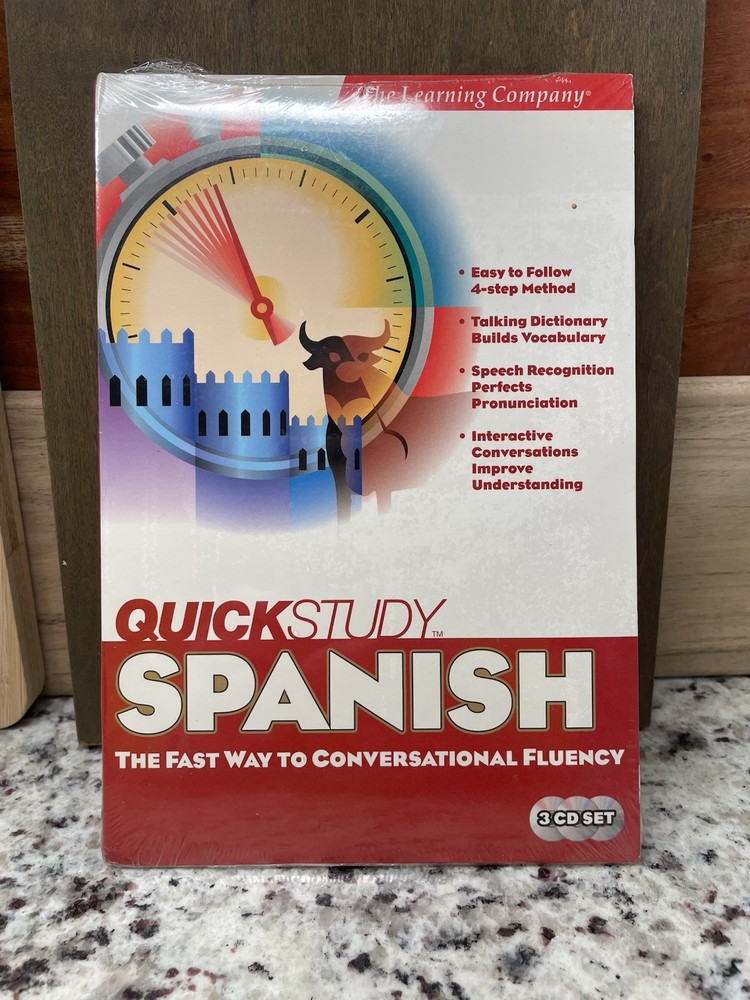 The Learning Company®
• Easy to Follow
4-step Method
• Talking Dictionary
Builds Vocabulary
• Speech Recognition
Perfects
Pronunciation
• Interactive
Conversations
Improve
Understanding
QUICKSTUDY™
SPANISH
THE FAST WAY TO CONVERSATIONAL FLUENCY
3 CD SET